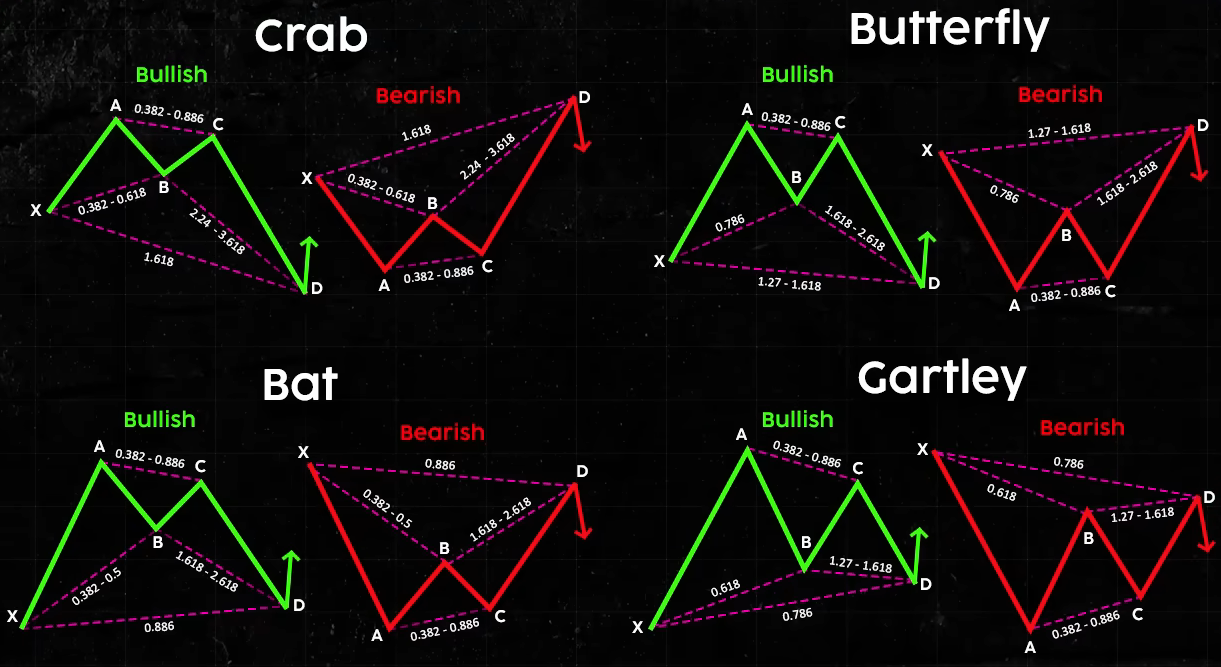 Crab
Bullish
A
0.382 - 0.886
C
B
X
0.382 - 0.618
2.24 - 3.618
1.618
D
Bearish
D
1.618
2.24 - 3.618
X
0.382 - 0.618
B
A
0.382 - 0.886
C
Butterfly
Bullish
A
0.382 - 0.886
C
B
0.786
1.618 - 2.618
X
1.27 - 1.618
D
Bearish
X
1.27 - 1.618
D
0.786
1.618 - 2.618
B
A
0.382 - 0.886
C
Bat
Bullish
A
0.382 - 0.886
C
B
0.382 - 0.5
1.618 - 2.618
X
0.886
D
Bearish
X
0.886
D
0.382 - 0.5
1.618 - 2.618
B
A
0.382 - 0.886
C
Gartley
Bullish
A
0.382 - 0.886
C
B
1.27 - 1.618
0.618
D
X
0.786
Bearish
X
0.786
0.618
D
1.27 - 1.618
B
C
0.382 - 0.886
A